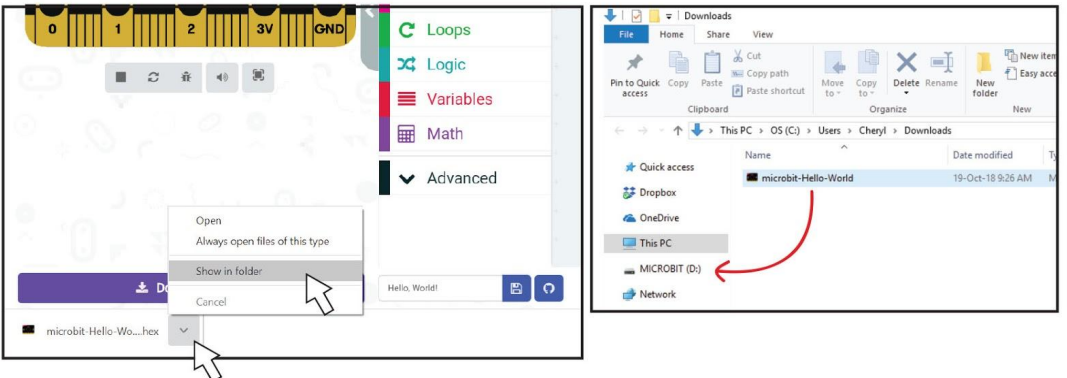 0 1 2 3V GND
Loops
Logic
Variables
Math
Advanced
Open
Always open files of this type
Show in folder
Cancel
Hello, World!
microbit-Hello-Wo....hex
Downloads
File Home Share View
Pin to Quick access
Copy
Paste
Cut
Copy path
Paste shortcut
Move to
Copy to
Delete
Rename
New folder
New item
Easy
Clipboard
Organize
New
This PC > OS (C:) > Users > Cheryl > Downloads
Name Date modified
Quick access
microbit-Hello-World 19-Oct-18 9:26 AM
Dropbox
OneDrive
This PC
MICROBIT (D:)
Network